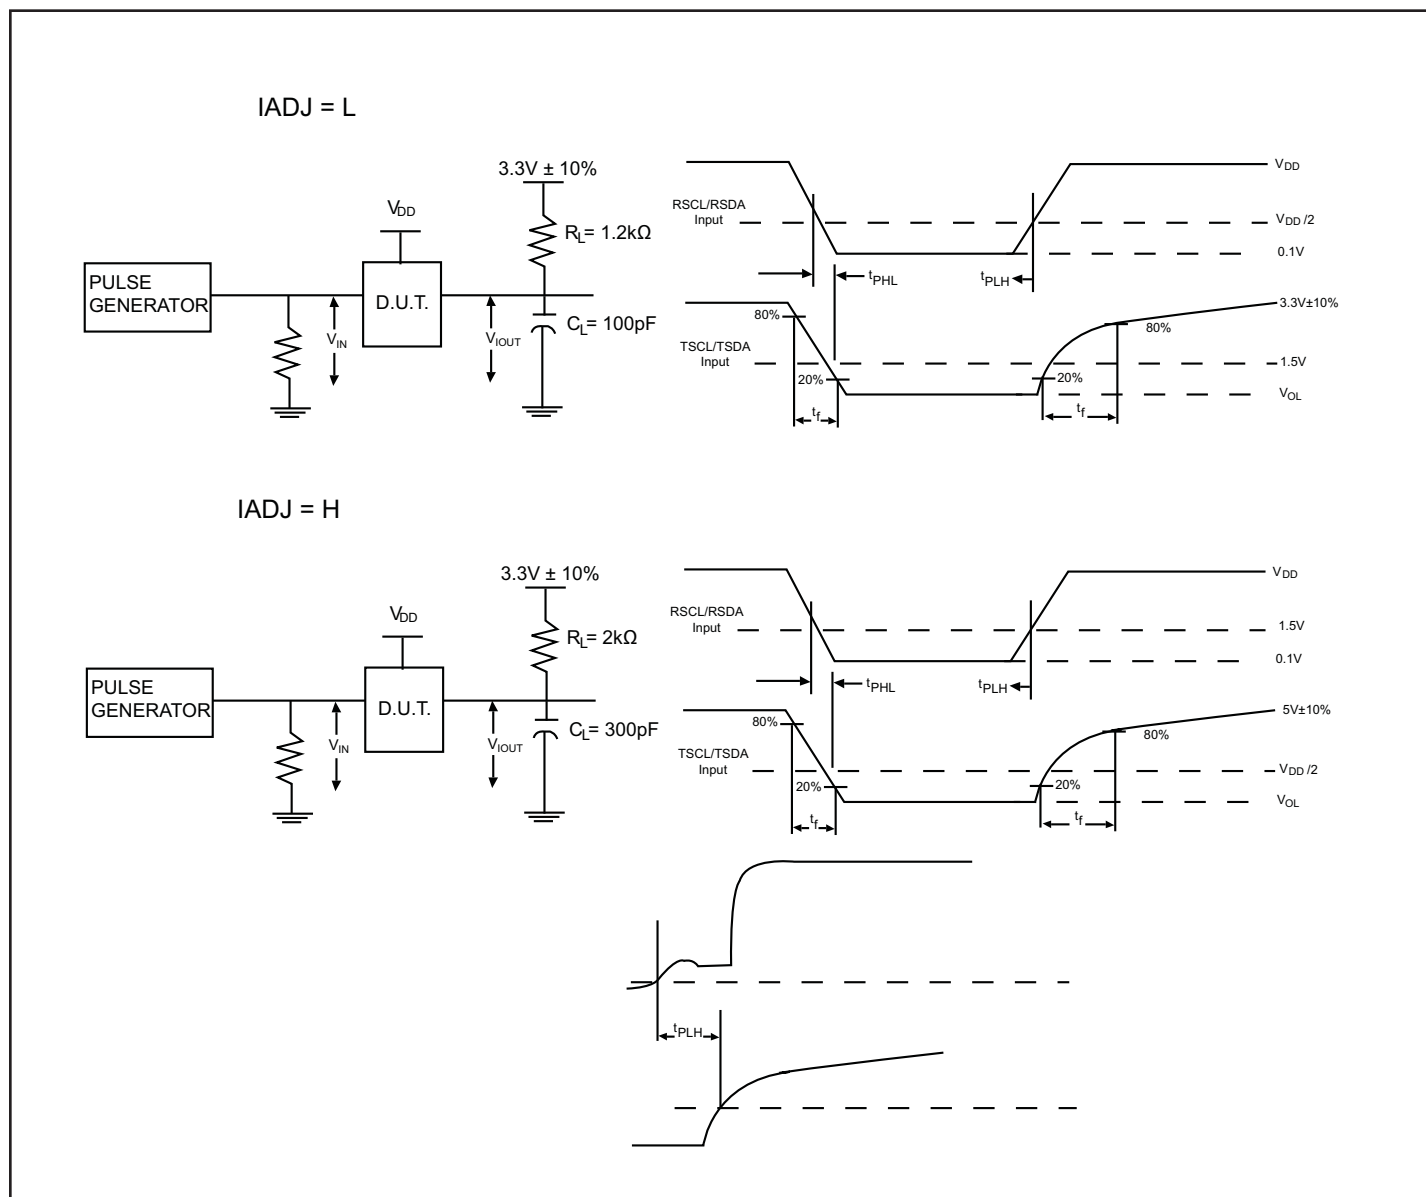 IADJ = L
3.3V ± 10%
VDD
RL= 1.2kΩ
PULSE
GENERATOR
D.U.T.
VIN
VIOUT
CL= 100pF
VDD
RSCL/RSDA
Input
VDD /2
0.1V
tPHL
tPLH
3.3V±10%
80%
80%
TSCL/TSDA
Input
1.5V
20%
20%
VOL
tf
tf
IADJ = H
3.3V ± 10%
VDD
RL= 2kΩ
PULSE
GENERATOR
D.U.T.
VIN
VIOUT
CL= 300pF
VDD
RSCL/RSDA
Input
1.5V
0.1V
tPHL
tPLH
5V±10%
80%
80%
TSCL/TSDA
Input
VDD /2
20%
20%
VOL
tf
tf
tPLH